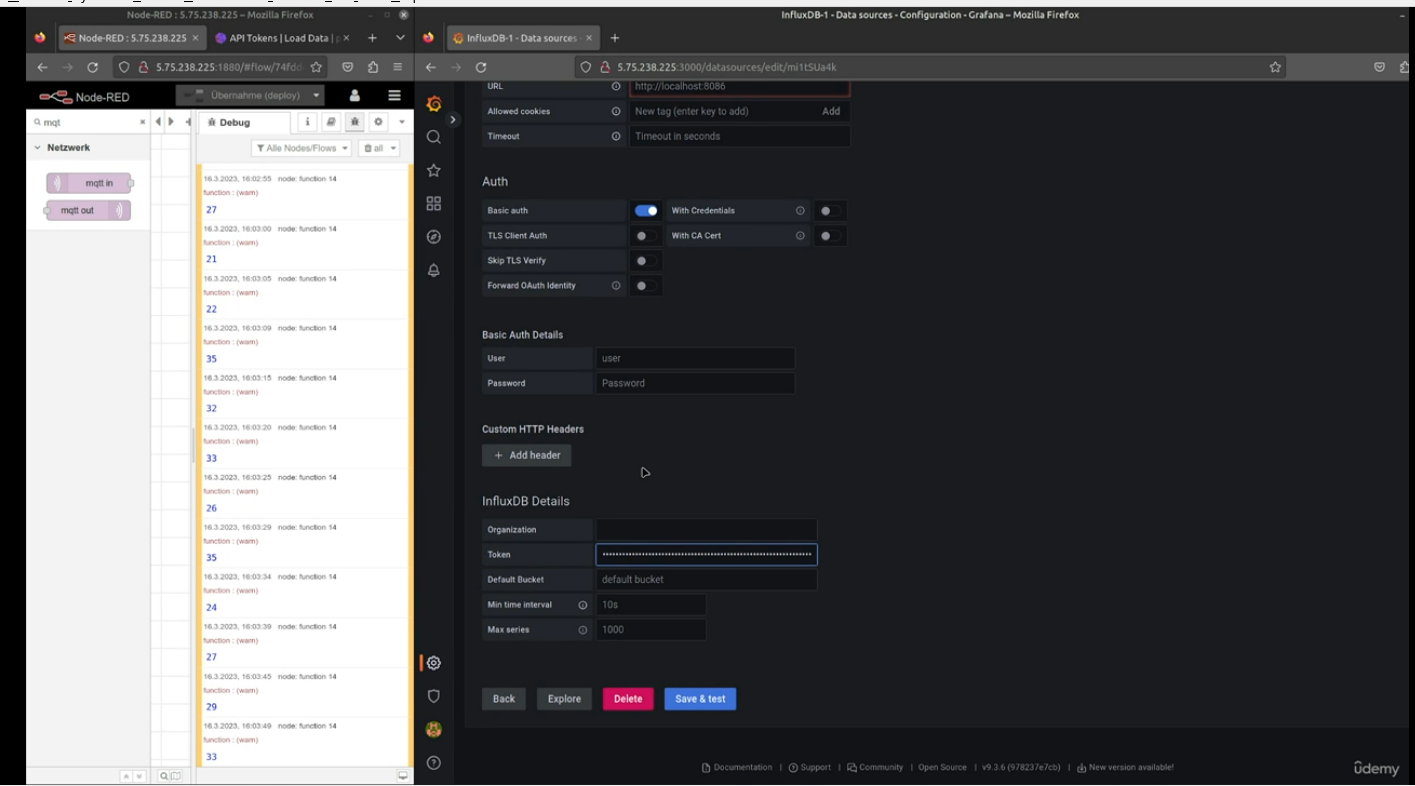 Node-RED : 5.75.238.225 – Mozilla Firefox
Node-RED : 5.75.238.225
API Tokens | Load Data |
5.75.238.225:1880/#flow/74fd
Node-RED
Übernahme (deploy)
mqt
Debug
i
Alle Nodes/Flows
all
Netzwerk
mqtt in
mqtt out
16.3.2023, 16:02:55 node: function 14
function : (warn)
27
16.3.2023, 16:03:00 node: function 14
function : (warn)
21
16.3.2023, 16:03:05 node: function 14
function : (warn)
22
16.3.2023, 16:03:09 node: function 14
function : (warn)
35
16.3.2023, 16:03:15 node: function 14
function : (warn)
32
16.3.2023, 16:03:20 node: function 14
function : (warn)
33
16.3.2023, 16:03:25 node: function 14
function : (warn)
26
16.3.2023, 16:03:29 node: function 14
function : (warn)
35
16.3.2023, 16:03:34 node: function 14
function : (warn)
24
16.3.2023, 16:03:39 node: function 14
function : (warn)
27
16.3.2023, 16:03:45 node: function 14
function : (warn)
29
16.3.2023, 16:03:49 node: function 14
function : (warn)
33
InfluxDB-1 - Data sources - Configuration - Grafana – Mozilla Firefox
InfluxDB-1 - Data sources
5.75.238.225:3000/datasources/edit/mi1tSUa4k
URL http://localhost:8086
Allowed cookies New tag (enter key to add) Add
Timeout Timeout in seconds
Auth
Basic auth With Credentials
TLS Client Auth With CA Cert
Skip TLS Verify
Forward OAuth Identity
Basic Auth Details
User user
Password Password
Custom HTTP Headers
+ Add header
InfluxDB Details
Organization
Token
Default Bucket default bucket
Min time interval 10s
Max series 1000
Back Explore Delete Save & test
Documentation | Support | Community | Open Source | v9.3.6 (978237e7cb) | New version available!
ûdemy